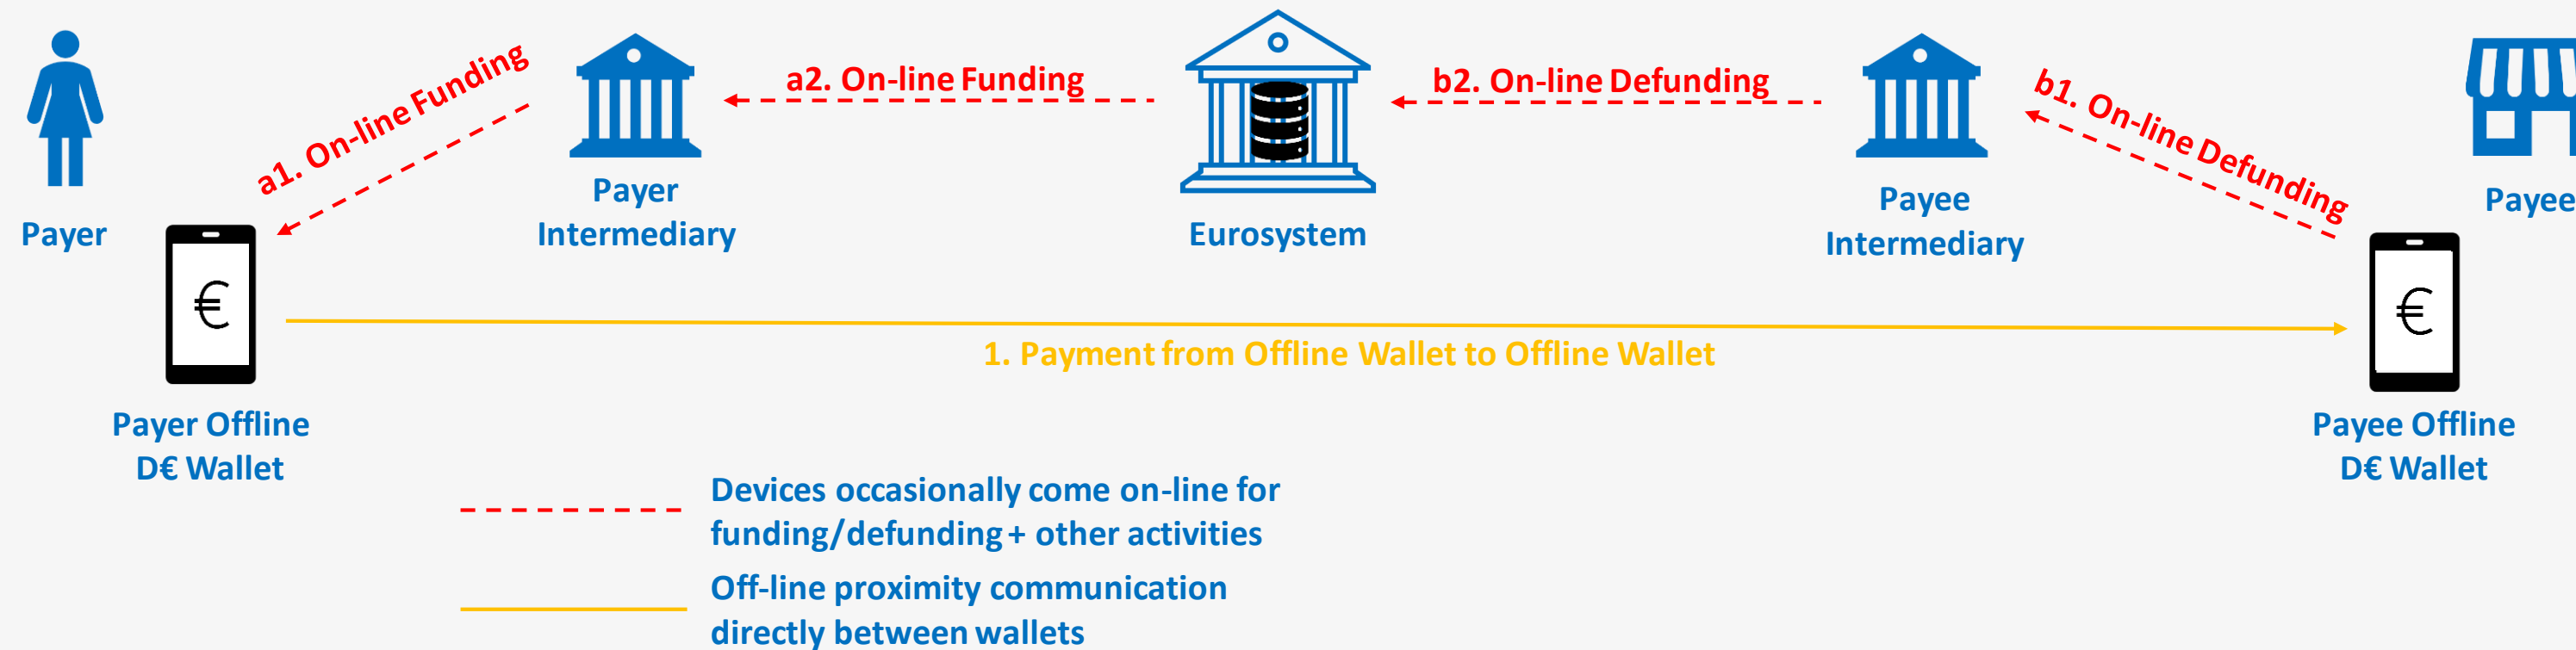 a1. On-line Funding
a2. On-line Funding
b2. On-line Defunding
b1. On-line Defunding
Payer
Payer
Intermediary
Eurosystem
Payee
Intermediary
Payee
€
€
1. Payment from Offline Wallet to Offline Wallet
Payer Offline
D€ Wallet
Payee Offline
D€ Wallet
Devices occasionally come on-line for
funding/defunding + other activities
Off-line proximity communication
directly between wallets